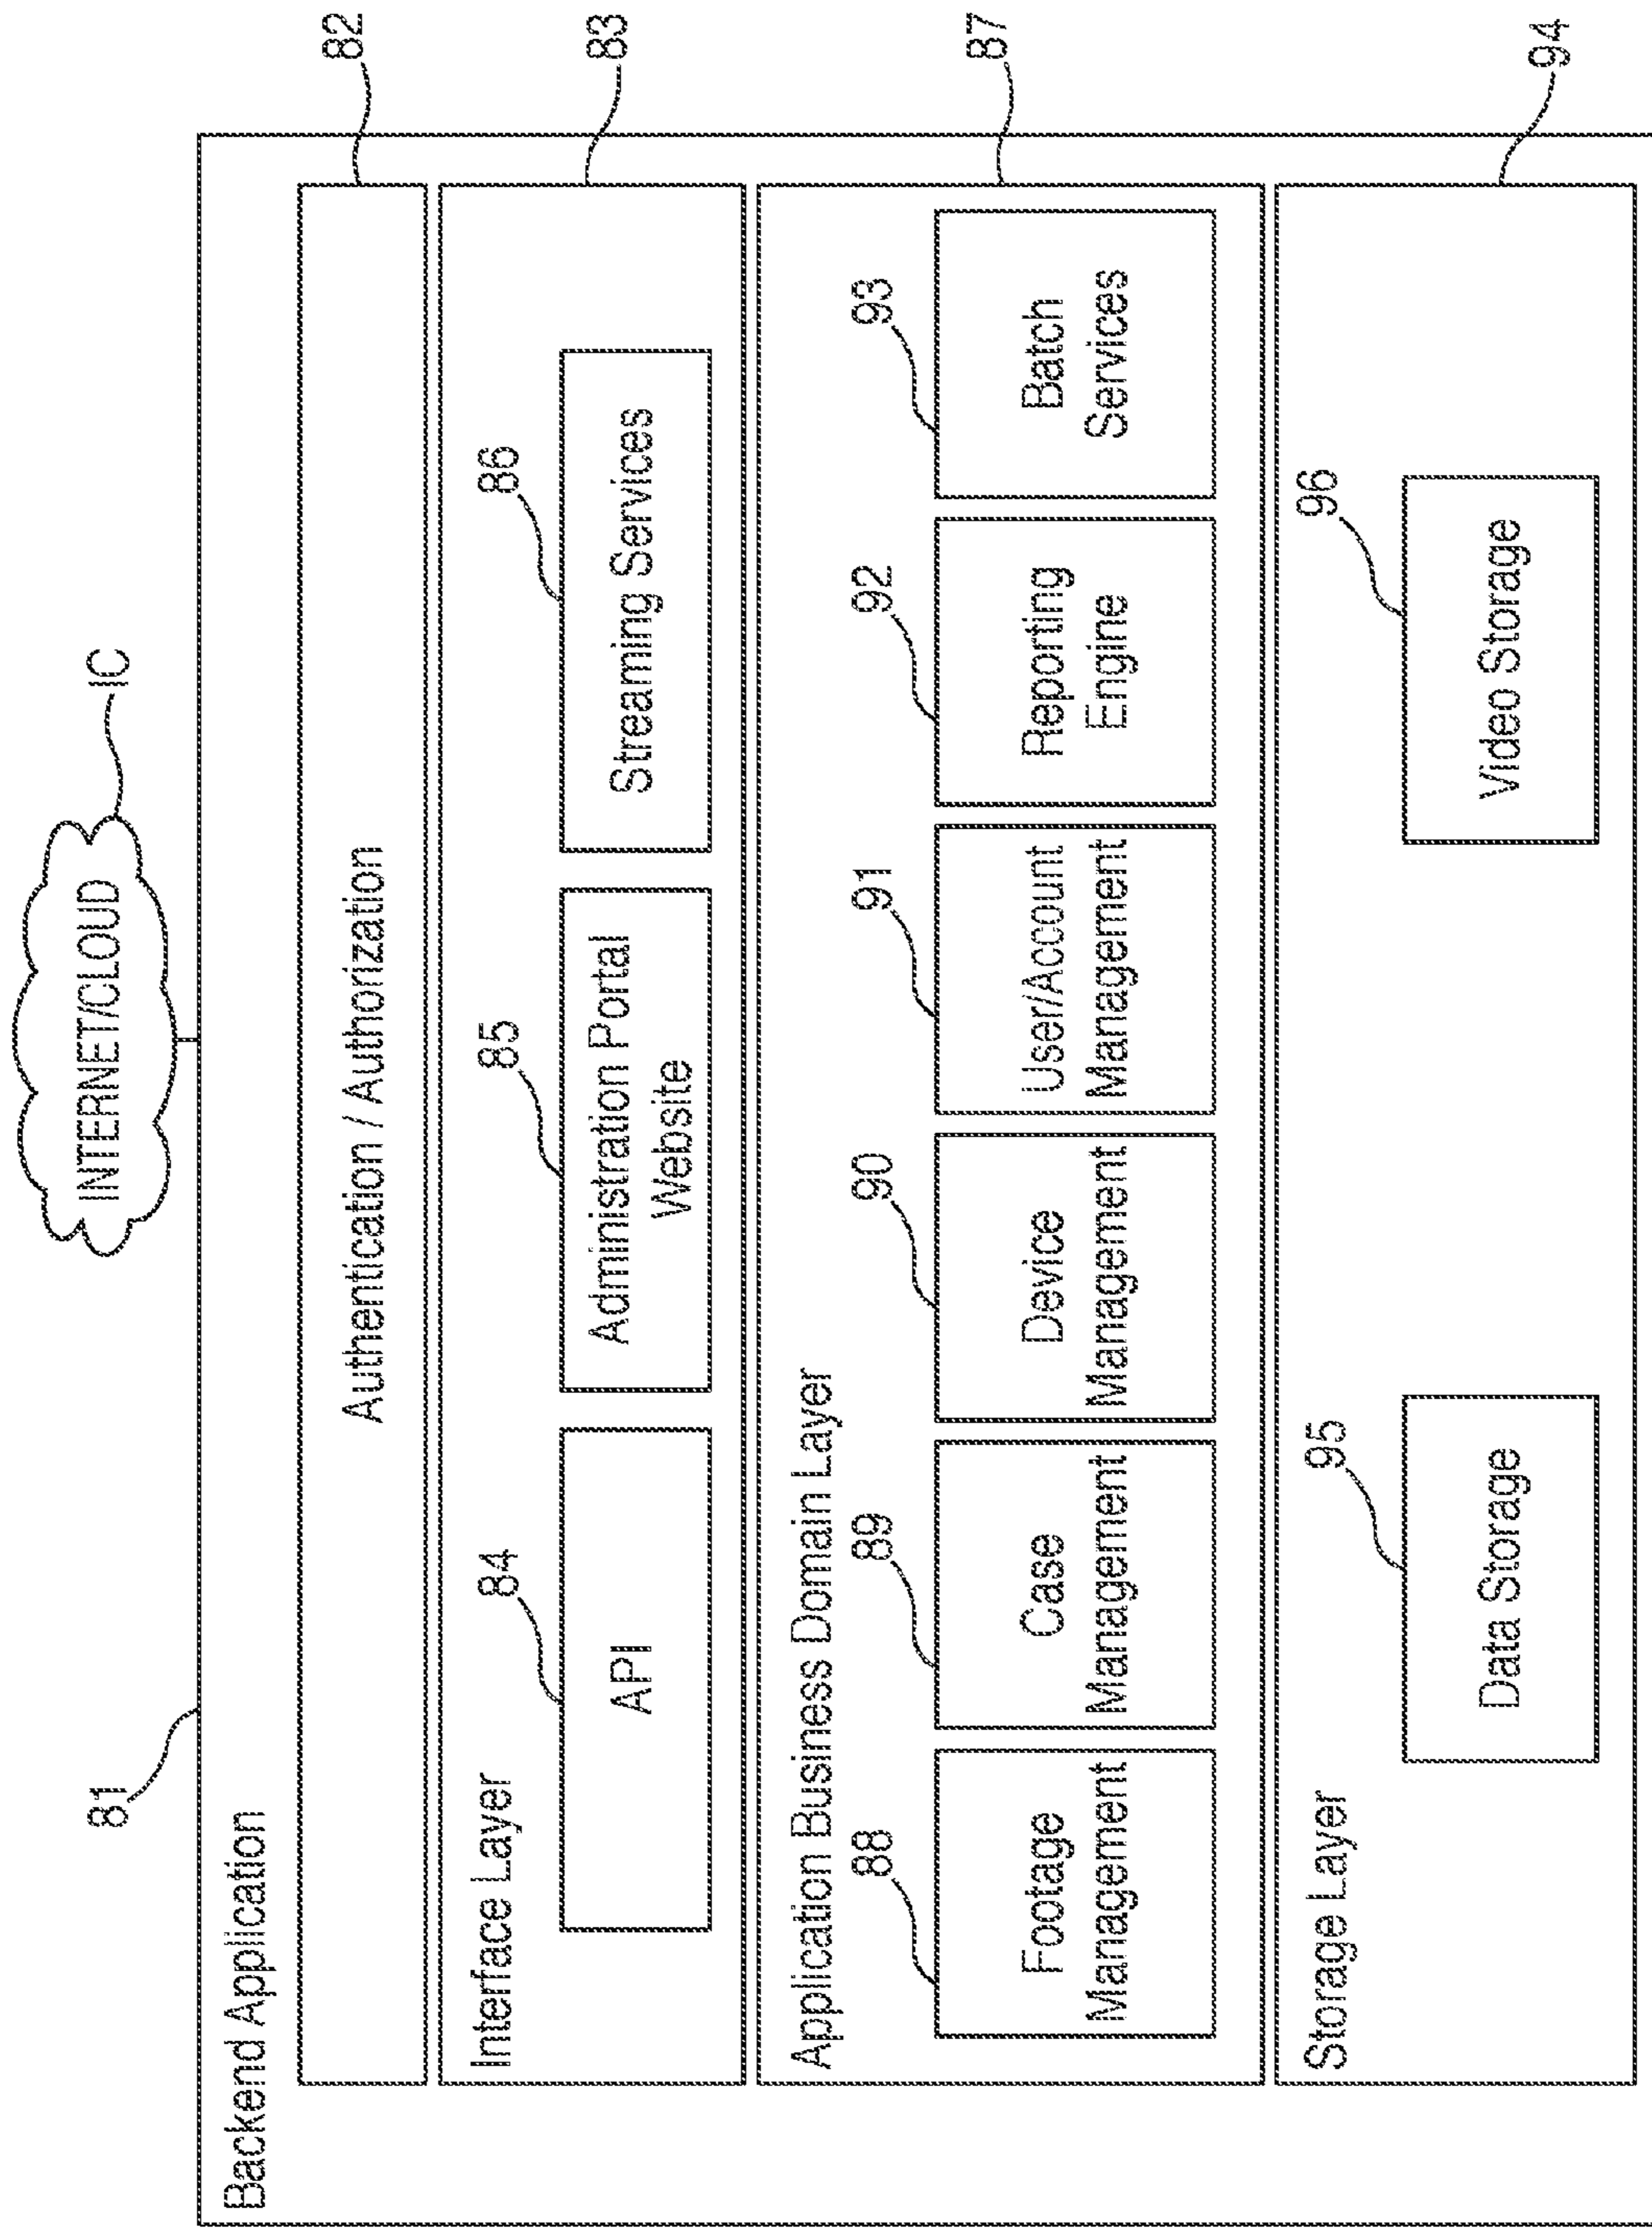 INTERNET/CLOUD
IC
81
Backend Application
82
Authentication / Authorization
83
Interface Layer
84
API
85
Administration Portal
Website
86
Streaming Services
87
Application Business Domain Layer
88
Footage
Management
89
Case
Management
90
Device
Management
91
User/Account
Management
92
Reporting
Engine
93
Batch
Services
94
Storage Layer
95
Data Storage
96
Video Storage